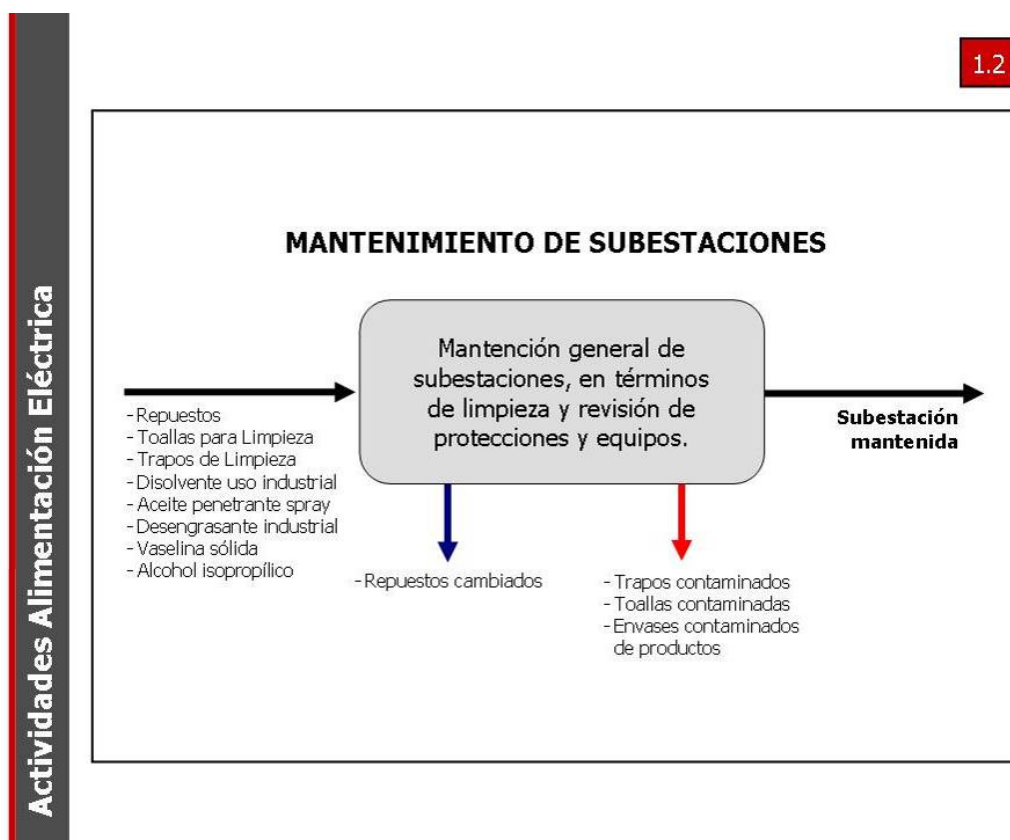 1.2
Actividades Alimentación Eléctrica
MANTENIMIENTO DE SUBESTACIONES
Mantención general de
subestaciones, en términos
de limpieza y revisión de
protecciones y equipos.
- Repuestos
- Toallas para Limpieza
- Trapos de Limpieza
- Disolvente uso industrial
- Aceite penetrante spray
- Desengrasante industrial
- Vaselina sólida
- Alcohol isopropílico
Subestación
mantenida
- Repuestos cambiados
- Trapos contaminados
- Toallas contaminadas
- Envases contaminados
de productos